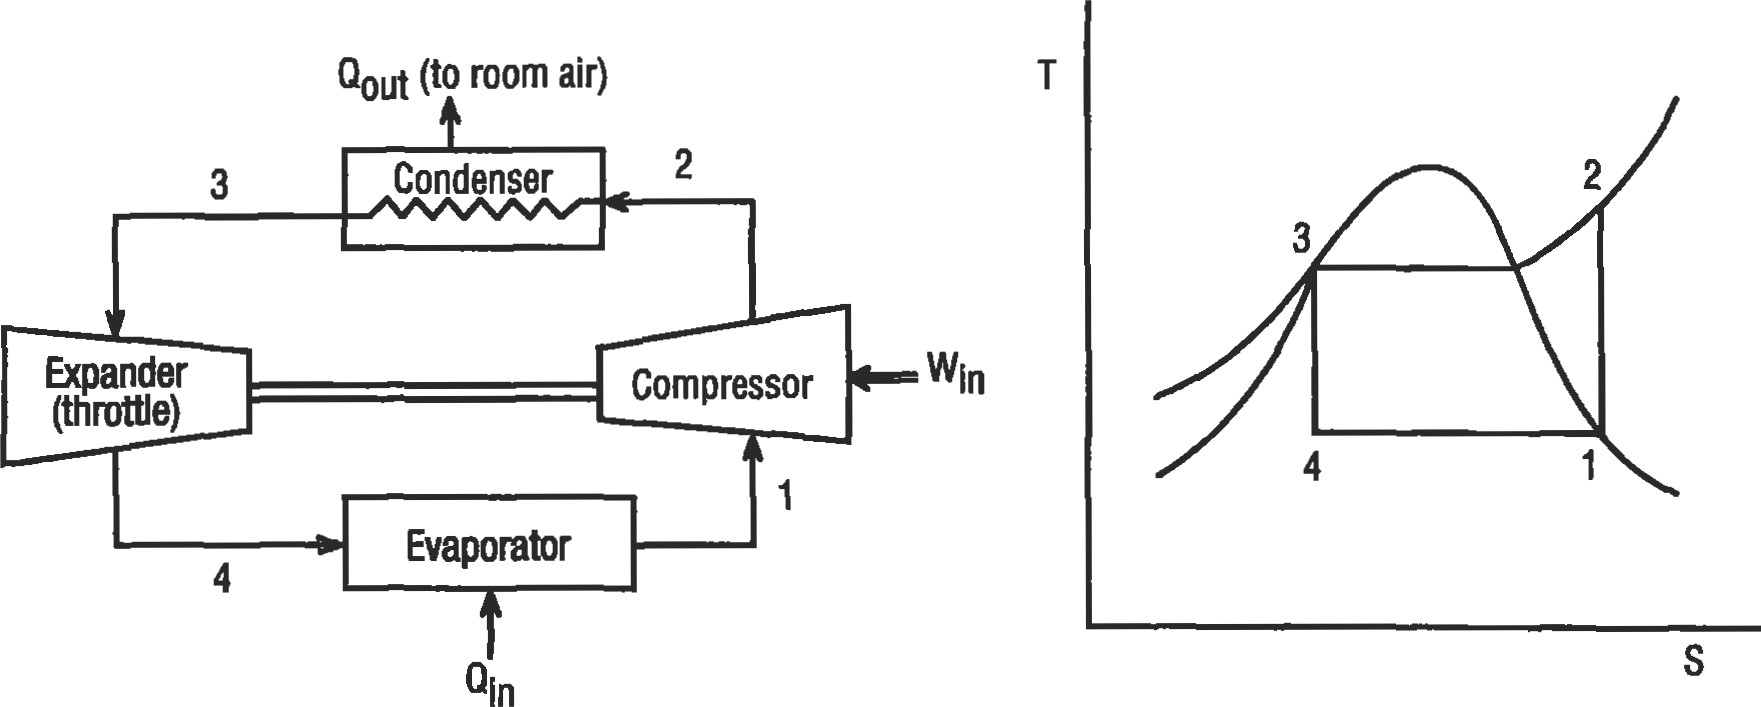 Qout (to room air)
3
Condenser
2
Expander
(throttle)
Compressor
Win
4
Evaporator
1
Qin
T
2
3
4
1
S